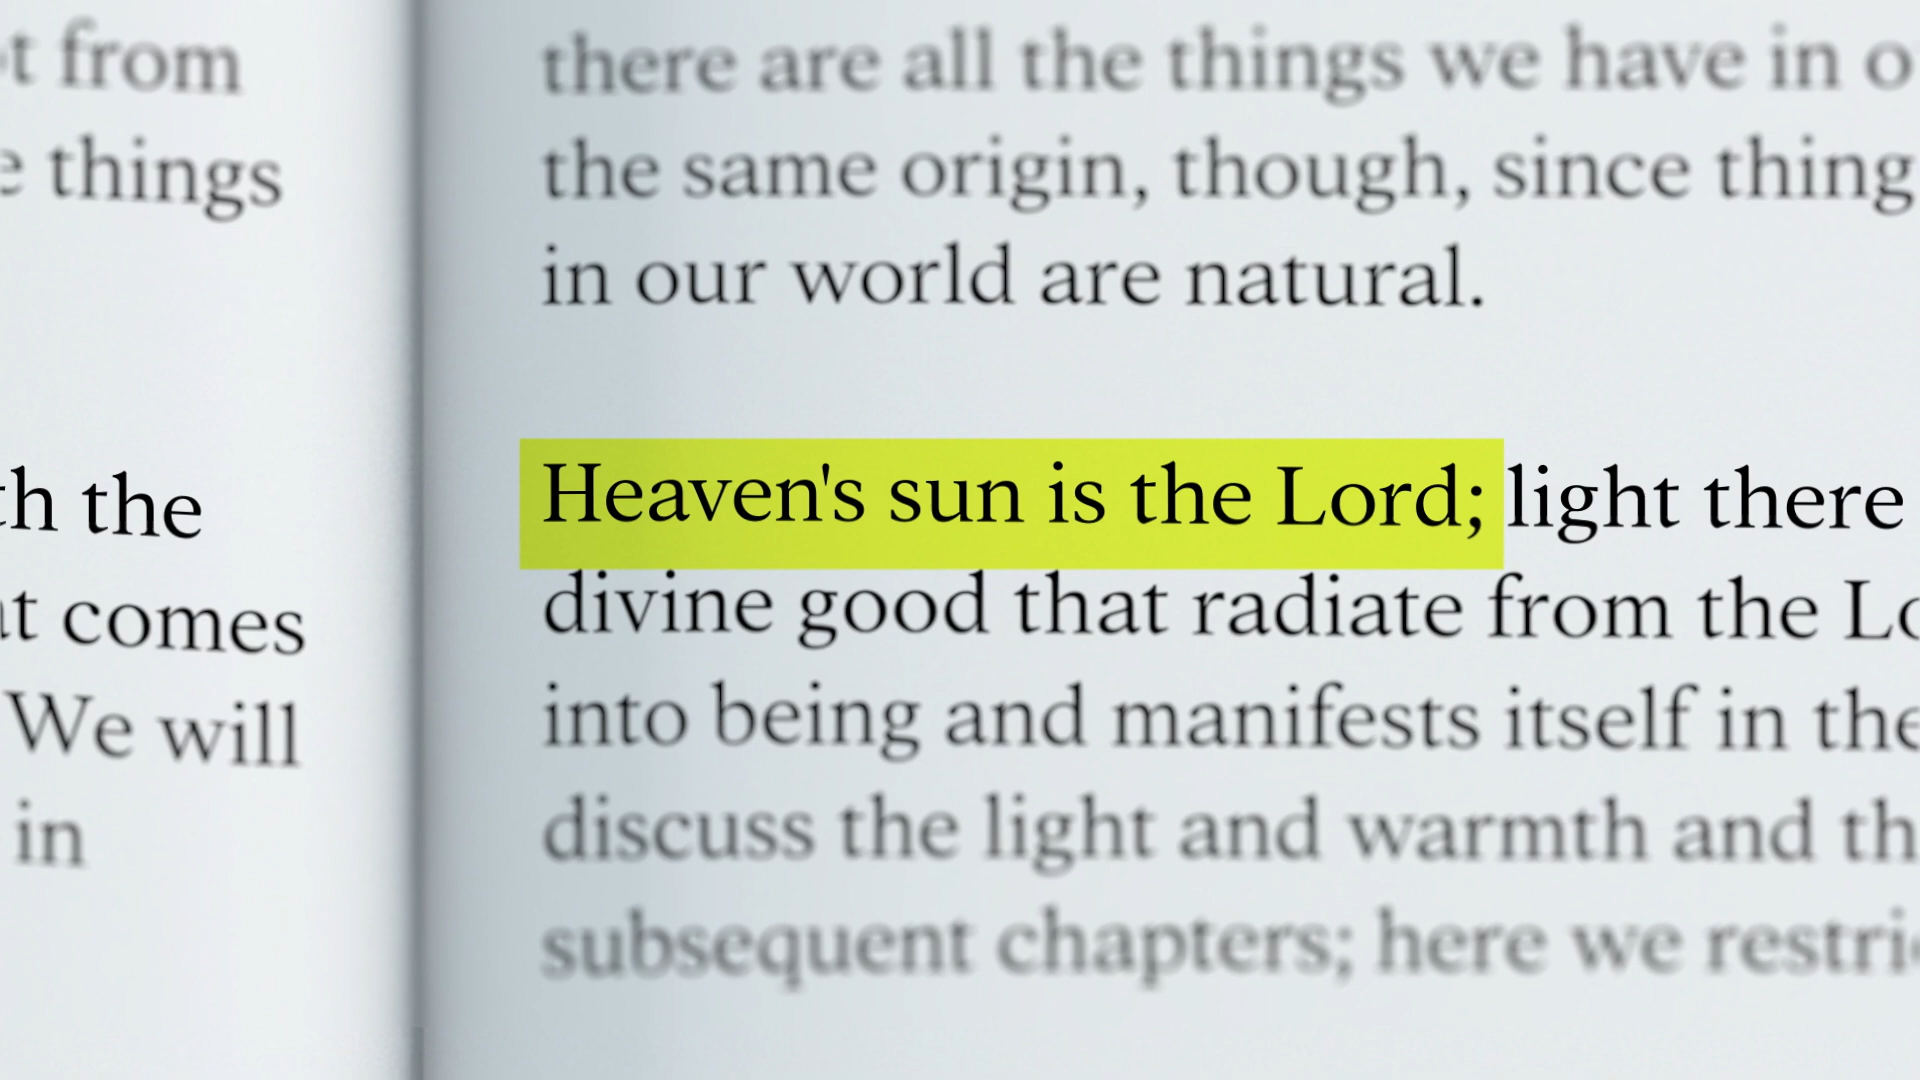 from
things
th the
at comes
We will
in
there are all the things we have in
the same origin, though, since thing
in our world are natural.
Heaven's sun is the Lord; light there
divine good that radiate from the Lo
into being and manifests itself in the
discuss the light and warmth and th
subsequent chapters; here we restri